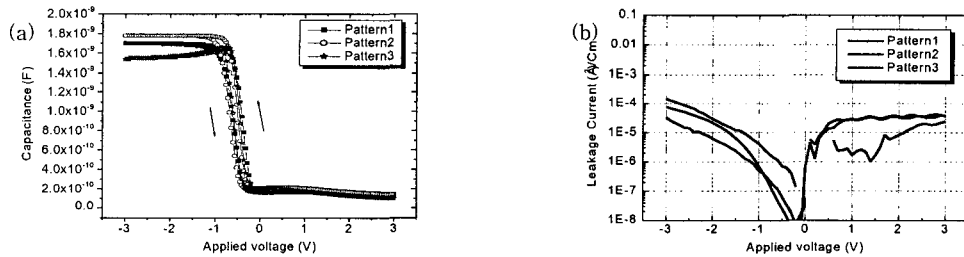 (a)
Capacitance (F)
2.0x10⁻⁹
1.8x10⁻⁹
1.6x10⁻⁹
1.4x10⁻⁹
1.2x10⁻⁹
1.0x10⁻⁹
8.0x10⁻¹⁰
6.0x10⁻¹⁰
4.0x10⁻¹⁰
2.0x10⁻¹⁰
0.0
Pattern1
Pattern2
Pattern3
-3 -2 -1 0 1 2 3
Applied voltage (V)
(b)
0.1
0.01
1E-3
1E-4
1E-5
1E-6
1E-7
1E-8
Pattern1
Pattern2
Pattern3
-3 -2 -1 0 1 2 3
Applied voltage (V)
Leakage Current